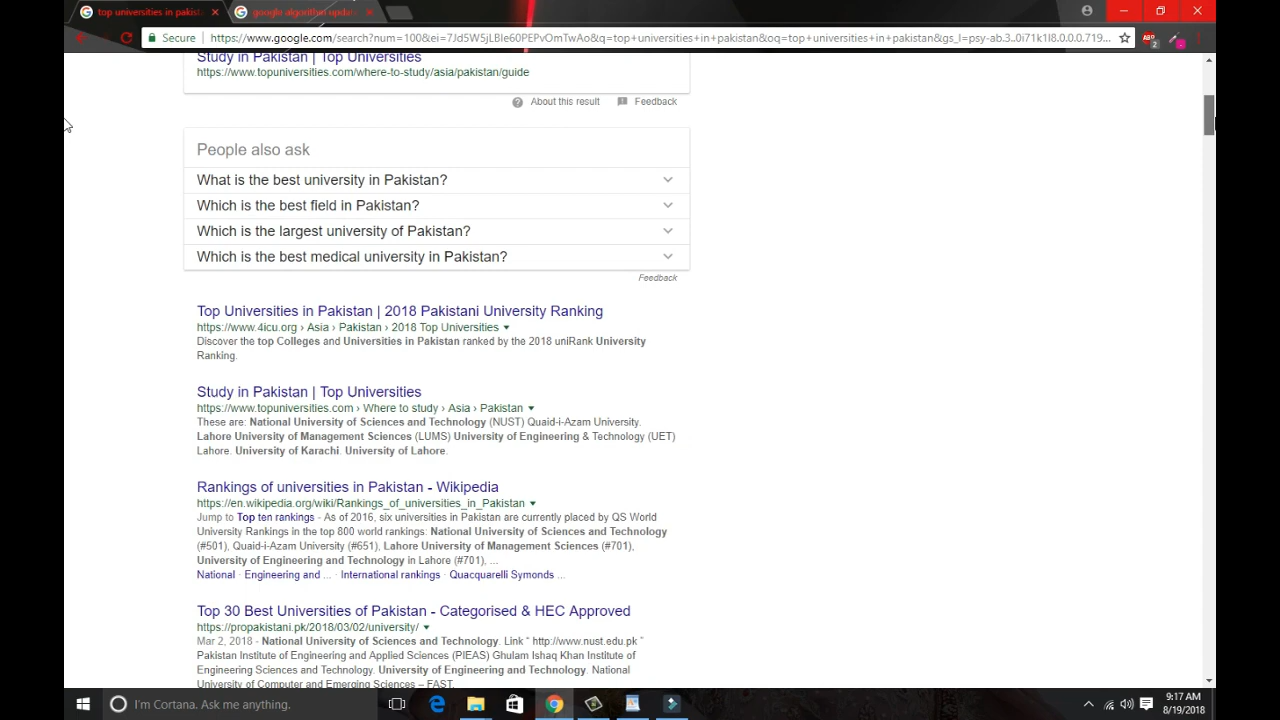 top universities in pakist
google algorithm updat
Secure
https://www.google.com/search?num=100&ei=7Jd5W5jLBIe60PEPvOmTwAo&q=top+universities+in+pakistan&oq=top+universities+in+pakistan&gs_l=psy-ab.3..0i71k1l8.0.0.0.719...
2
Study in Pakistan | Top Universities
https://www.topuniversities.com/where-to-study/asia/pakistan/guide
About this result
Feedback
People also ask
What is the best university in Pakistan?
Which is the best field in Pakistan?
Which is the largest university of Pakistan?
Which is the best medical university in Pakistan?
Feedback
Top Universities in Pakistan | 2018 Pakistani University Ranking
https://www.4icu.org › Asia › Pakistan › 2018 Top Universities
Discover the top Colleges and Universities in Pakistan ranked by the 2018 uniRank University
Ranking.
Study in Pakistan | Top Universities
https://www.topuniversities.com › Where to study › Asia › Pakistan
These are: National University of Sciences and Technology (NUST) Quaid-i-Azam University.
Lahore University of Management Sciences (LUMS) University of Engineering & Technology (UET)
Lahore. University of Karachi. University of Lahore.
Rankings of universities in Pakistan - Wikipedia
https://en.wikipedia.org/wiki/Rankings_of_universities_in_Pakistan
Jump to Top ten rankings - As of 2016, six universities in Pakistan are currently placed by QS World
University Rankings in the top 800 world rankings: National University of Sciences and Technology
(#501), Quaid-i-Azam University (#651), Lahore University of Management Sciences (#701),
University of Engineering and Technology in Lahore (#701), ...
National · Engineering and ... · International rankings · Quacquarelli Symonds ...
Top 30 Best Universities of Pakistan - Categorised & HEC Approved
https://propakistani.pk/2018/03/02/university/
Mar 2, 2018 - National University of Sciences and Technology. Link " http://www.nust.edu.pk "
Pakistan Institute of Engineering and Applied Sciences (PIEAS) Ghulam Ishaq Khan Institute of
Engineering Sciences and Technology. University of Engineering and Technology. National
University of Computer and Emerging Sciences – FAST.
I'm Cortana. Ask me anything.
9:17 AM
8/19/2018